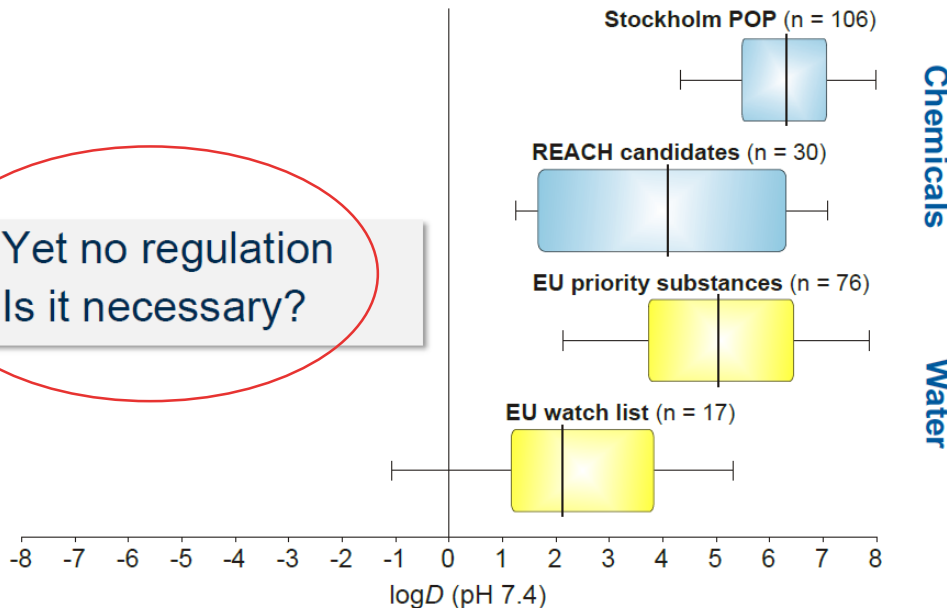 Stockholm POP (n = 106)
REACH candidates (n = 30)
EU priority substances (n = 76)
EU watch list (n = 17)
Yet no regulation
Is it necessary?
Chemicals
Water
-8 -7 -6 -5 -4 -3 -2 -1 0 1 2 3 4 5 6 7 8
logD (pH 7.4)